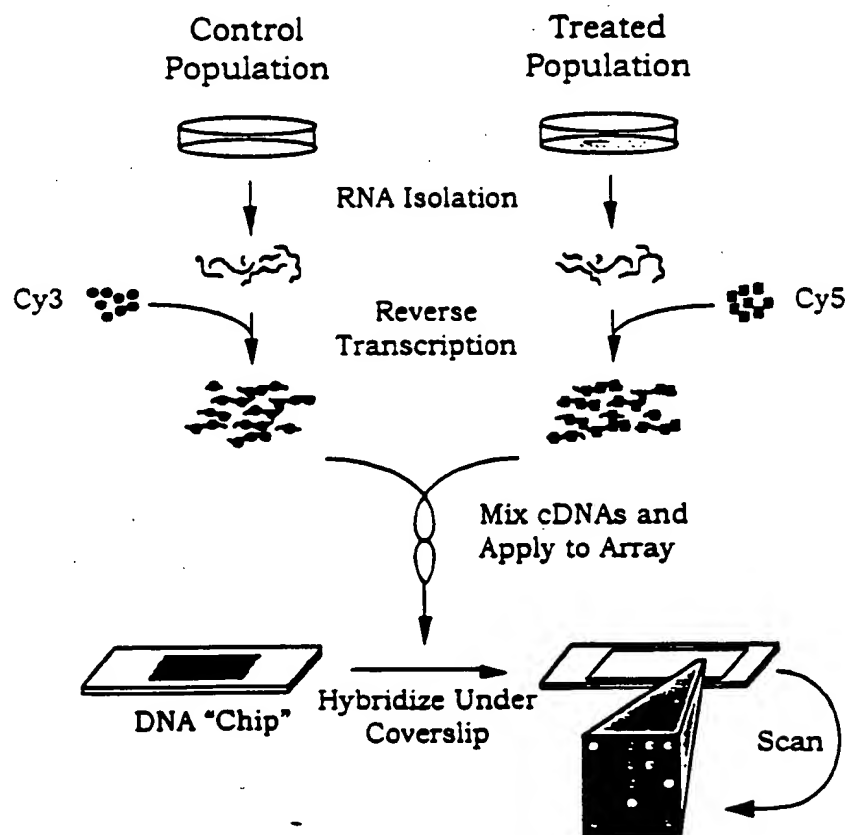 Control
Population
Treated
Population
RNA Isolation
Cy3
Reverse
Transcription
Cy5
Mix cDNAs and
Apply to Array
DNA "Chip"
Hybridize Under
Coverslip
Scan